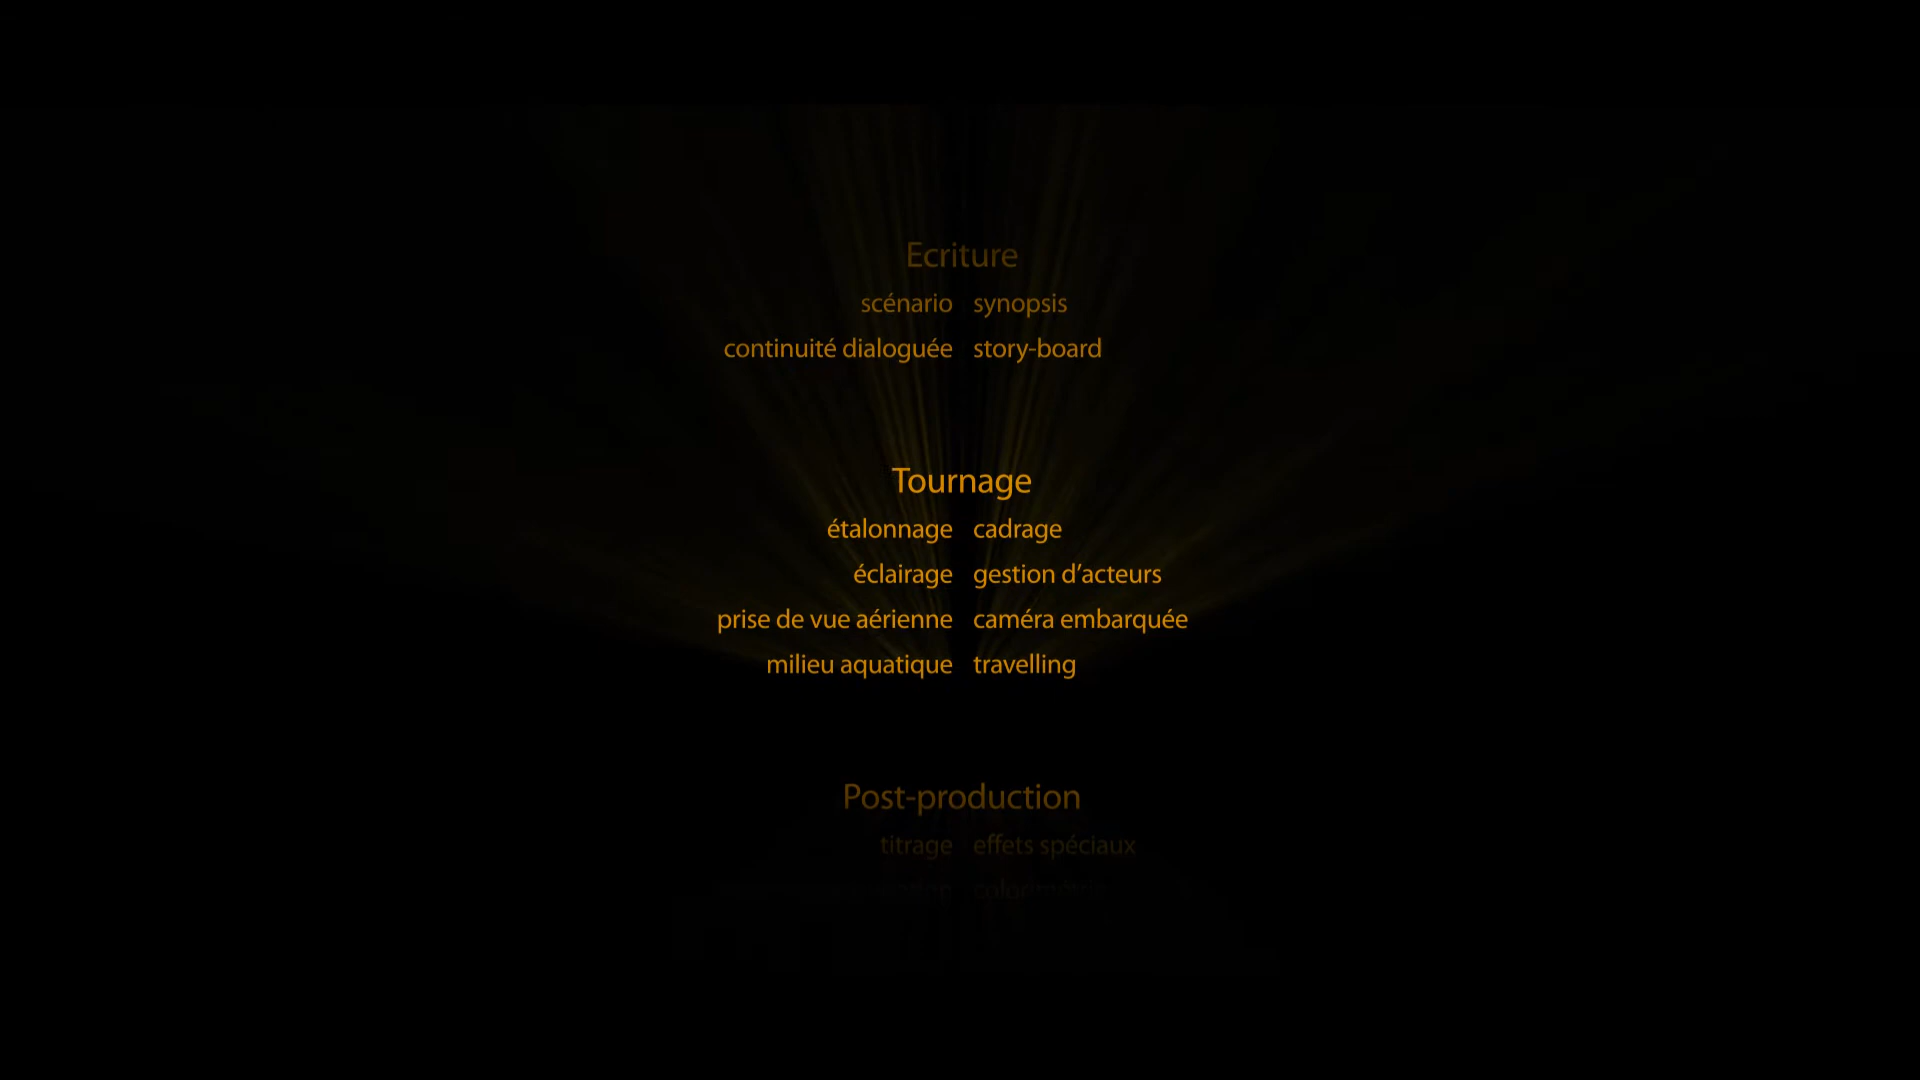 Ecriture
scénario synopsis
continuité dialoguée story-board
Tournage
étalonnage cadrage
éclairage gestion d’acteurs
prise de vue aérienne caméra embarquée
milieu aquatique travelling
Post-production
titrage effets spéciaux